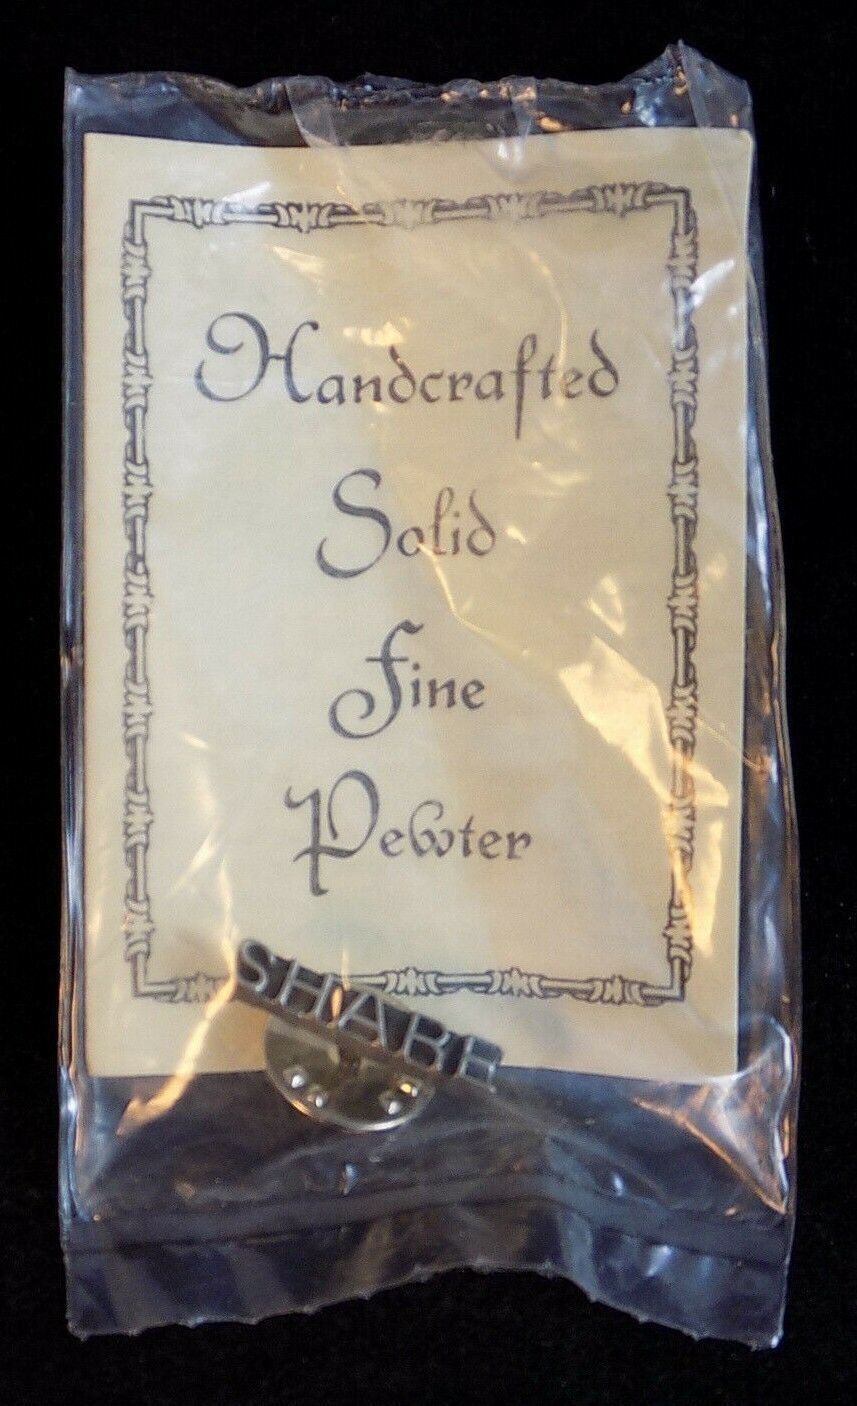 Handcrafted
Solid
Fine
Pewter
SHARE